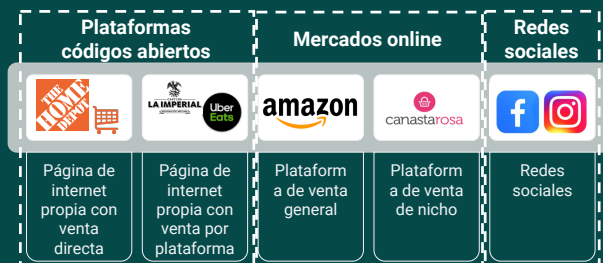 Plataformas
códigos abiertos
Mercados online
Redes
sociales
THE
HOME
DEPOT
LA IMPERIAL
Uber
Eats
amazon
canastarosa
Página de
internet
propia con
venta
directa
Página de
internet
propia con
venta por
plataforma
Plataform
a de venta
general
Plataform
a de venta
de nicho
Redes
sociales